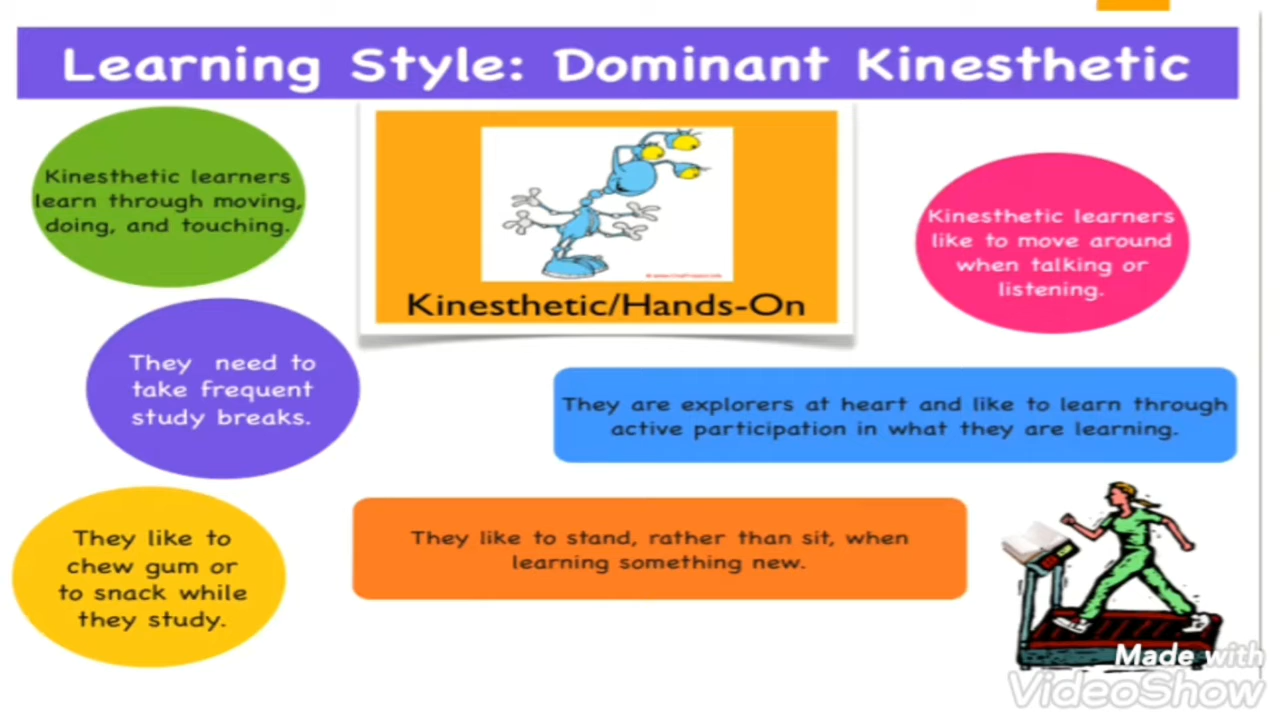 Learning Style: Dominant Kinesthetic
Kinesthetic learners
learn through moving,
doing, and touching.
Kinesthetic/Hands-On
Kinesthetic learners
like to move around
when talking or
listening.
They need to
take frequent
study breaks.
They are explorers at heart and like to learn through
active participation in what they are learning.
They like to
chew gum or
to snack while
they study.
They like to stand, rather than sit, when
learning something new.
Made with
VideoShow